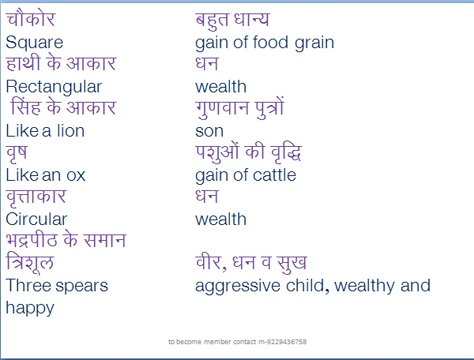 चौकोर बहुत धान्य
Square gain of food grain
हाथी के आकार धन
Rectangular wealth
सिंह के आकार गुणवान पुत्रों
Like a lion son
वृष पशुओं की वृद्धि
Like an ox gain of cattle
वृत्ताकार धन
Circular wealth
भद्रपीठ के समान
त्रिशूल वीर, धन व सुख
Three spears aggressive child, wealthy and
happy
to become member contact m-9229436758